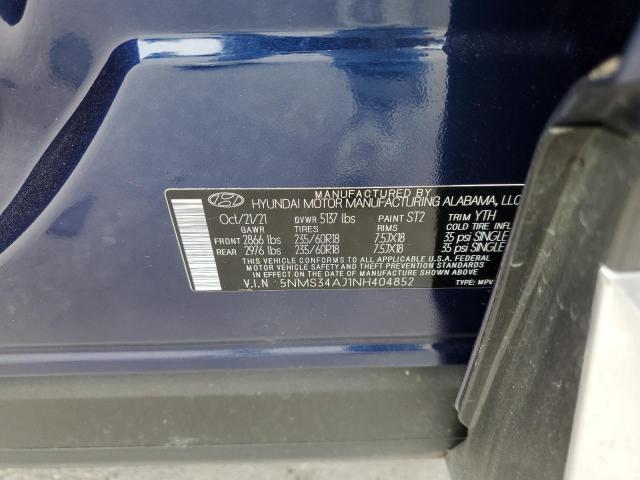 MANUFACTURED BY
HYUNDAI MOTOR MANUFACTURING ALABAMA, LLC
Oct/21/21 GVWR 5137 lbs PAINT ST2 TRIM YTH
GAWR TIRES RIMS COLD TIRE INFL
FRONT 2866 lbs 235/60R18 7.5JX18 35 psi SINGLE
REAR 2976 lbs 235/60R18 7.5JX18 35 psi SINGLE
THIS VEHICLE CONFORMS TO ALL APPLICABLE U.S.A. FEDERAL
MOTOR VEHICLE SAFETY AND THEFT PREVENTION STANDARDS
IN EFFECT ON THE DATE OF MANUFACTURE SHOWN ABOVE.
V.I.N 5NMS34AJ1NH404852 TYPE: MPV